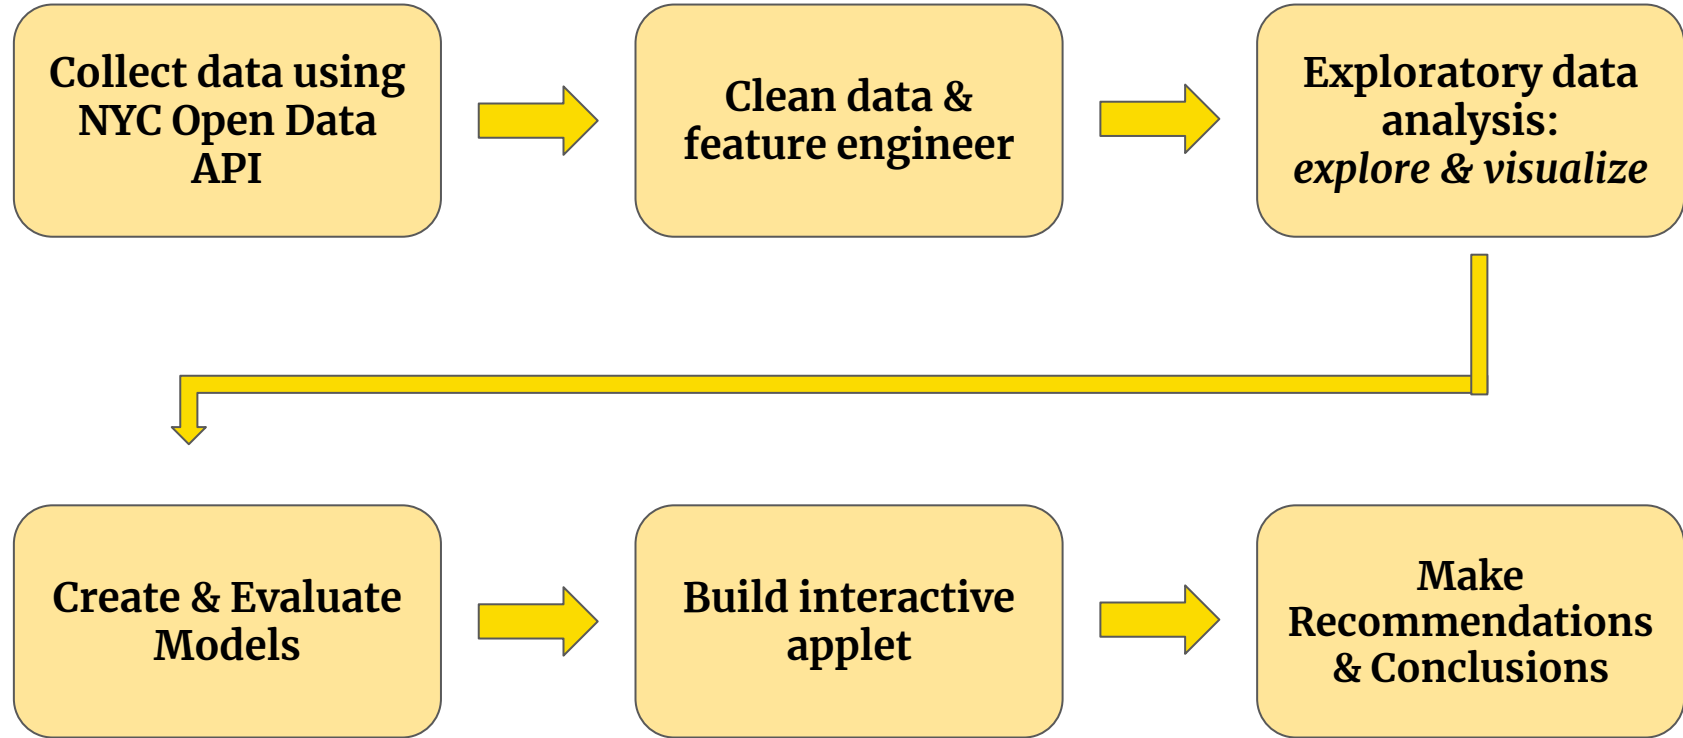 Collect data using
NYC Open Data
API
Clean data &
feature engineer
Exploratory data
analysis:
explore & visualize
Create & Evaluate
Models
Build interactive
applet
Make
Recommendations
& Conclusions